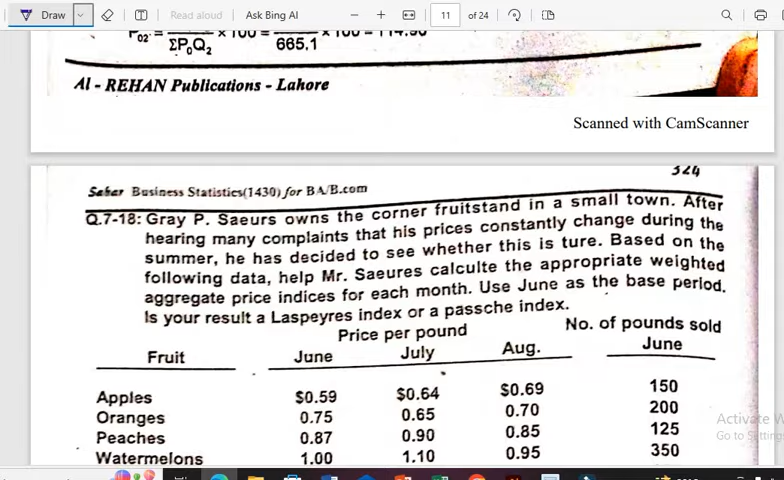 Draw Read aloud Ask Bing AI 11 of 24
P02 = ΣP₀Q₂ × 100 = 665.1 × 100 =
Al - REHAN Publications - Lahore
Scanned with CamScanner
324
Sahar Business Statistics(1430) for BA/B.com
Q.7-18: Gray P. Saeurs owns the corner fruitstand in a small town. After
hearing many complaints that his prices constantly change during the
summer, he has decided to see whether this is ture. Based on the
following data, help Mr. Saeures calculte the appropriate weighted
aggregate price indices for each month. Use June as the base period.
Is your result a Laspeyres index or a passche index.
Price per pound No. of pounds sold
Fruit June July Aug. June
Apples $0.59 $0.64 $0.69 150
Oranges 0.75 0.65 0.70 200
Peaches 0.87 0.90 0.85 125
Watermelons 1.00 1.10 0.95 350
Activate W
Go to Settings